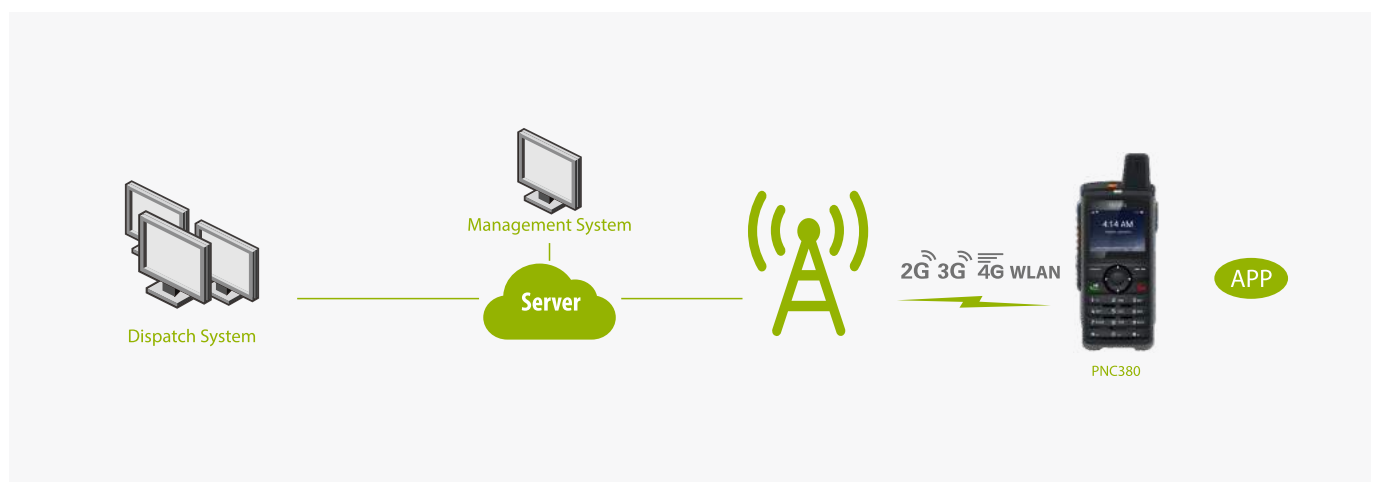 Management System
Server
Dispatch System
2G 3G 4G WLAN
4:14 AM
PNC380
APP